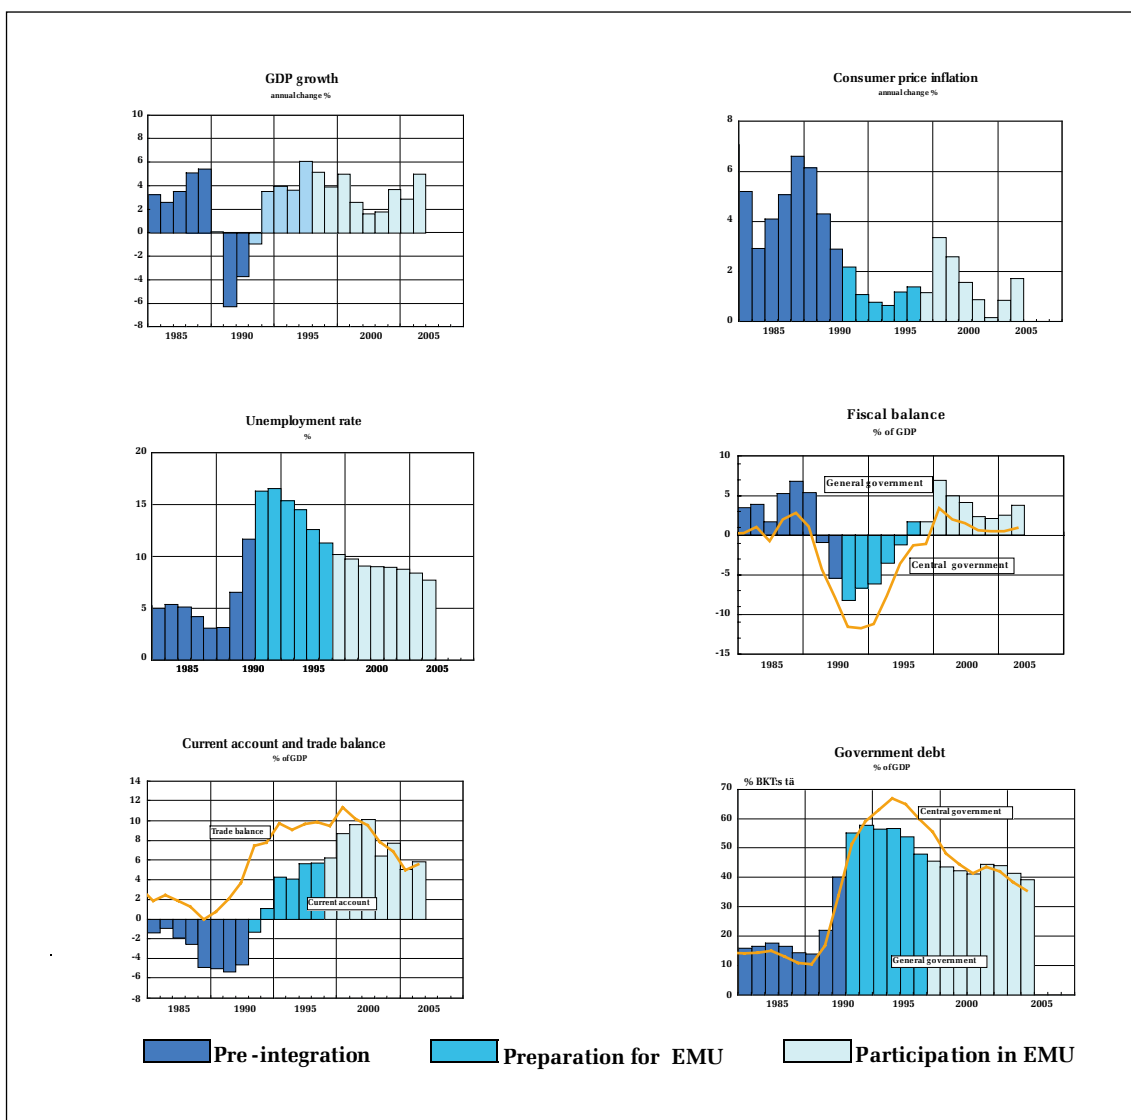 GDP growth
annual change %
10
8
6
4
2
0
-2
-4
-6
-8
1985 1990 1995 2000 2005
Consumer price inflation
annual change %
8
6
4
2
0
1985 1990 1995 2000 2005
Unemployment rate
%
20
15
10
5
0
1985 1990 1995 2000 2005
Fiscal balance
% of GDP
10
5
0
-5
-10
-15
General government
Central government
1985 1990 1995 2000 2005
Current account and trade balance
% of GDP
14
12
10
8
6
4
2
0
-2
-4
-6
-8
Trade balance
Current account
1985 1990 1995 2000 2005
Government debt
% of GDP
% BKT:s tä
70
60
50
40
30
20
10
0
Central government
General government
1985 1990 1995 2000 2005
Pre-integration Preparation for EMU Participation in EMU